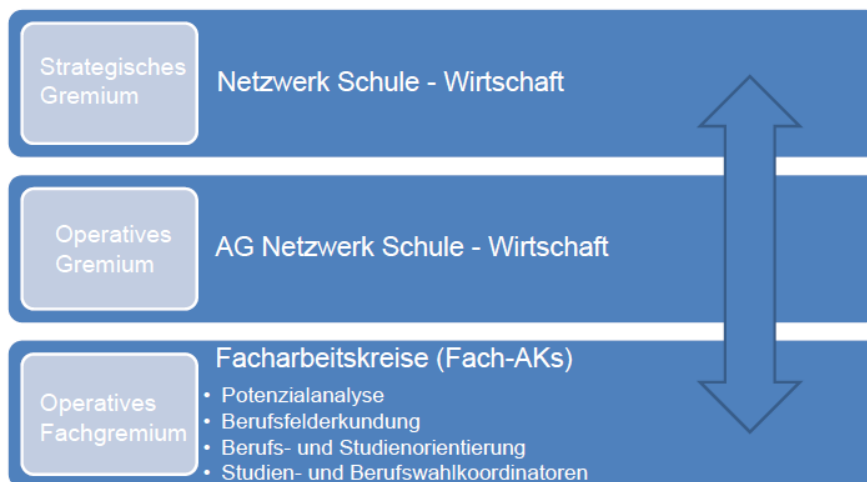 Strategisches
Gremium
Netzwerk Schule - Wirtschaft
Operatives
Gremium
AG Netzwerk Schule - Wirtschaft
Operatives
Fachgremium
Facharbeitskreise (Fach-AKs)
• Potenzialanalyse
• Berufsfelderkundung
• Berufs- und Studienorientierung
• Studien- und Berufswahlkoordinatoren